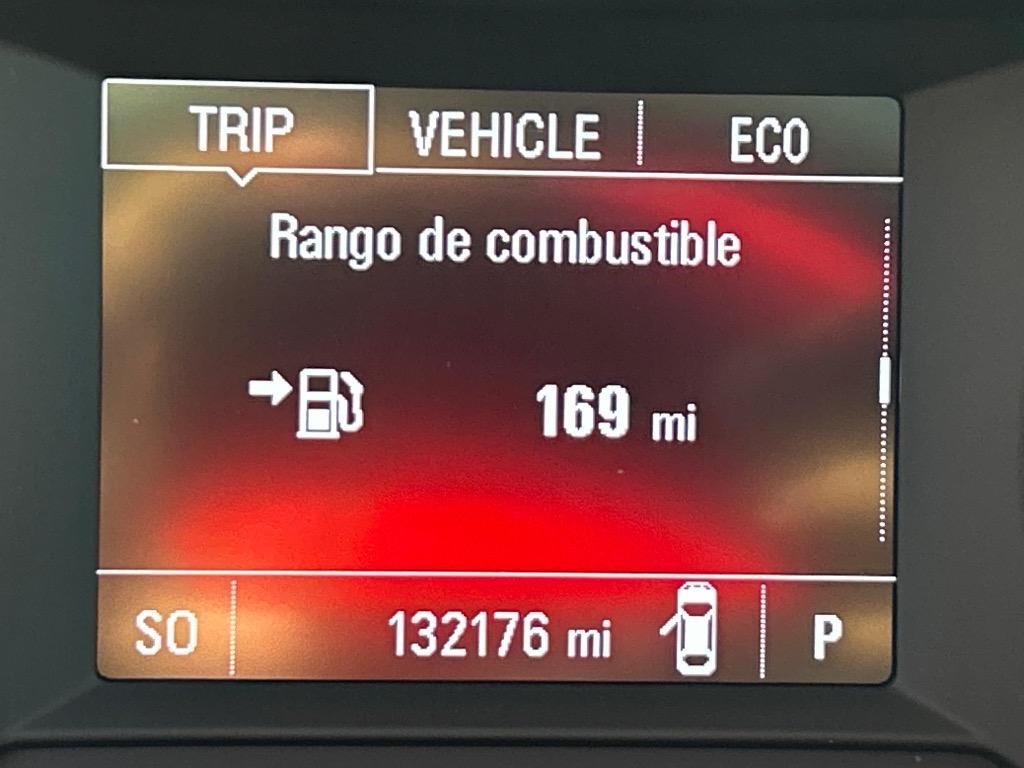 TRIP VEHICLE ECO
Rango de combustible
169 mi
SO 132176 mi P